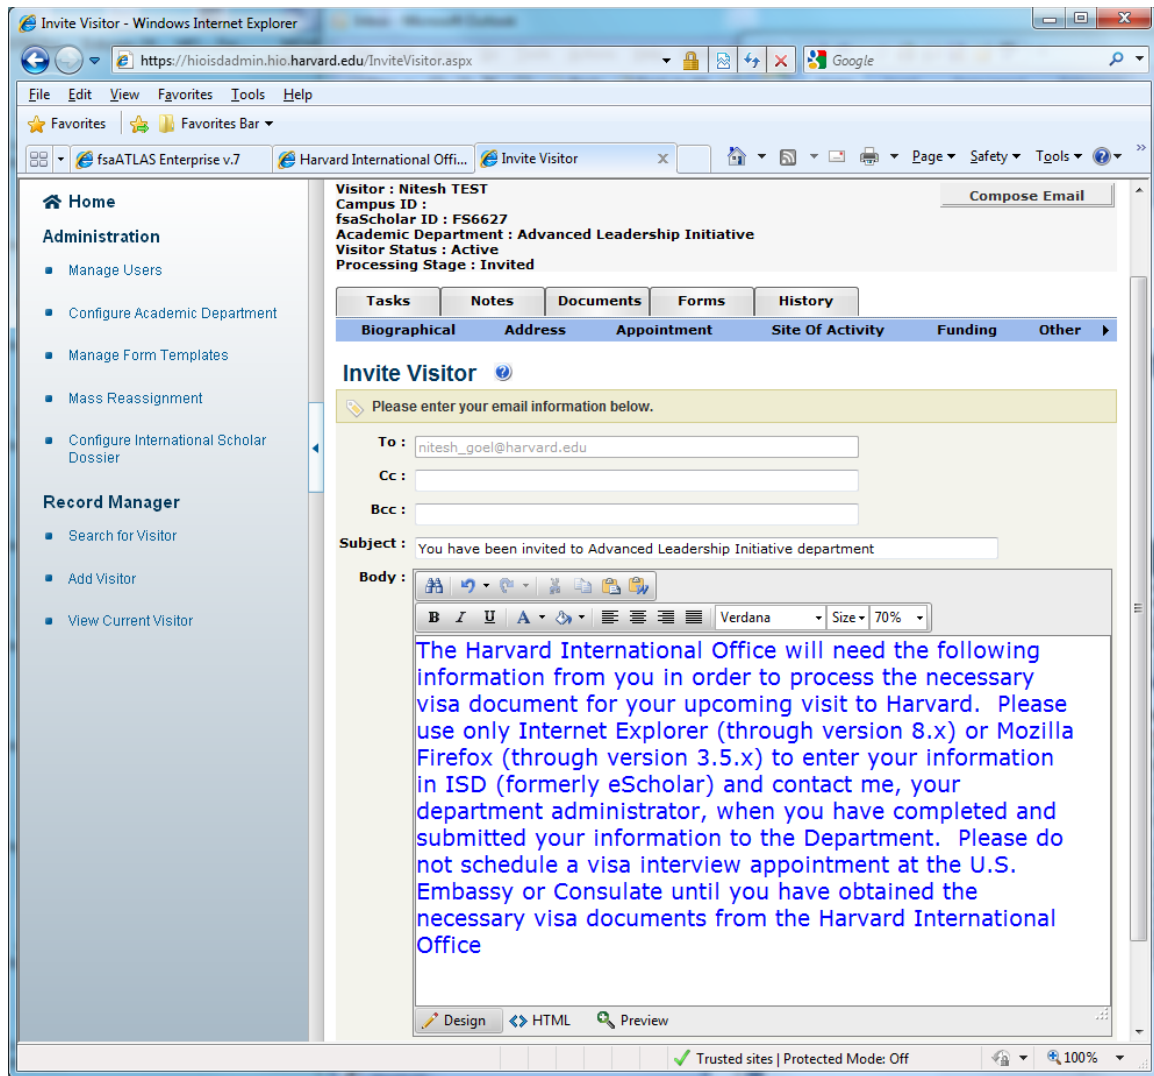 Invite Visitor - Windows Internet Explorer
https://hioisdadmin.hio.harvard.edu/InviteVisitor.aspx
Google
File Edit View Favorites Tools Help
Favorites Favorites Bar
fsaATLAS Enterprise v.7 Harvard International Offi... Invite Visitor X Page Safety Tools
Home
Administration
Manage Users
Configure Academic Department
Manage Form Templates
Mass Reassignment
Configure International Scholar
Dossier
Record Manager
Search for Visitor
Add Visitor
View Current Visitor
Visitor : Nitesh TEST
Campus ID :
fsaScholar ID : FS6627
Academic Department : Advanced Leadership Initiative
Visitor Status : Active
Processing Stage : Invited
Compose Email
Tasks Notes Documents Forms History
Biographical Address Appointment Site Of Activity Funding Other
Invite Visitor
Please enter your email information below.
To : nitesh_goel@harvard.edu
Cc :
Bcc :
Subject : You have been invited to Advanced Leadership Initiative department
Body :
B I U A Verdana Size 70%
The Harvard International Office will need the following
information from you in order to process the necessary
visa document for your upcoming visit to Harvard.  Please
use only Internet Explorer (through version 8.x) or Mozilla
Firefox (through version 3.5.x) to enter your information
in ISD (formerly eScholar) and contact me, your
department administrator, when you have completed and
submitted your information to the Department.  Please do
not schedule a visa interview appointment at the U.S.
Embassy or Consulate until you have obtained the
necessary visa documents from the Harvard International
Office
Design HTML Preview
Trusted sites | Protected Mode: Off 100%